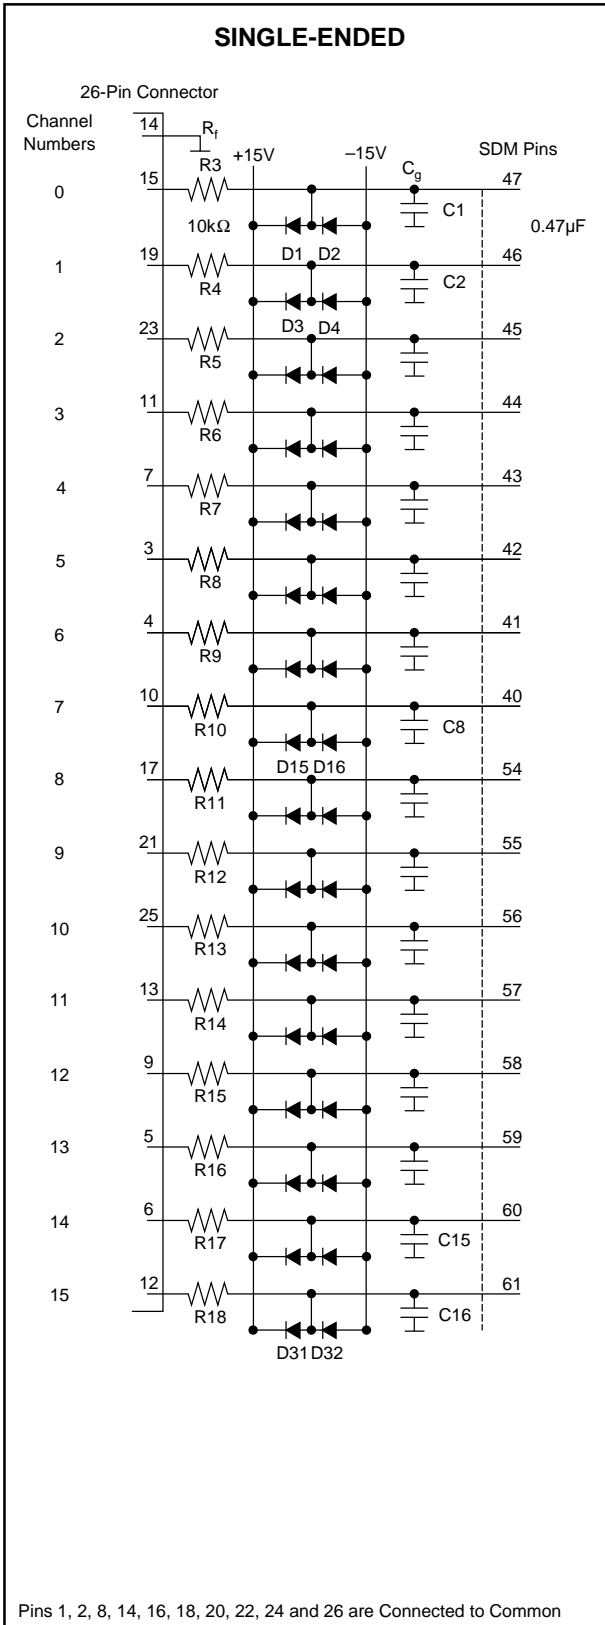 SINGLE-ENDED
26-Pin Connector
Channel Numbers
14 Rf
+15V –15V
SDM Pins
0 15 R3 10kΩ Cg C1 47 0.47µF
D1 D2
1 19 R4 C2 46
D3 D4
2 23 R5 45
3 11 R6 44
4 7 R7 43
5 3 R8 42
6 4 R9 41
7 10 R10 C8 40
D15 D16
8 17 R11 54
9 21 R12 55
10 25 R13 56
11 13 R14 57
12 9 R15 58
13 5 R16 59
14 6 R17 C15 60
15 12 R18 C16 61
D31 D32
Pins 1, 2, 8, 14, 16, 18, 20, 22, 24 and 26 are Connected to Common